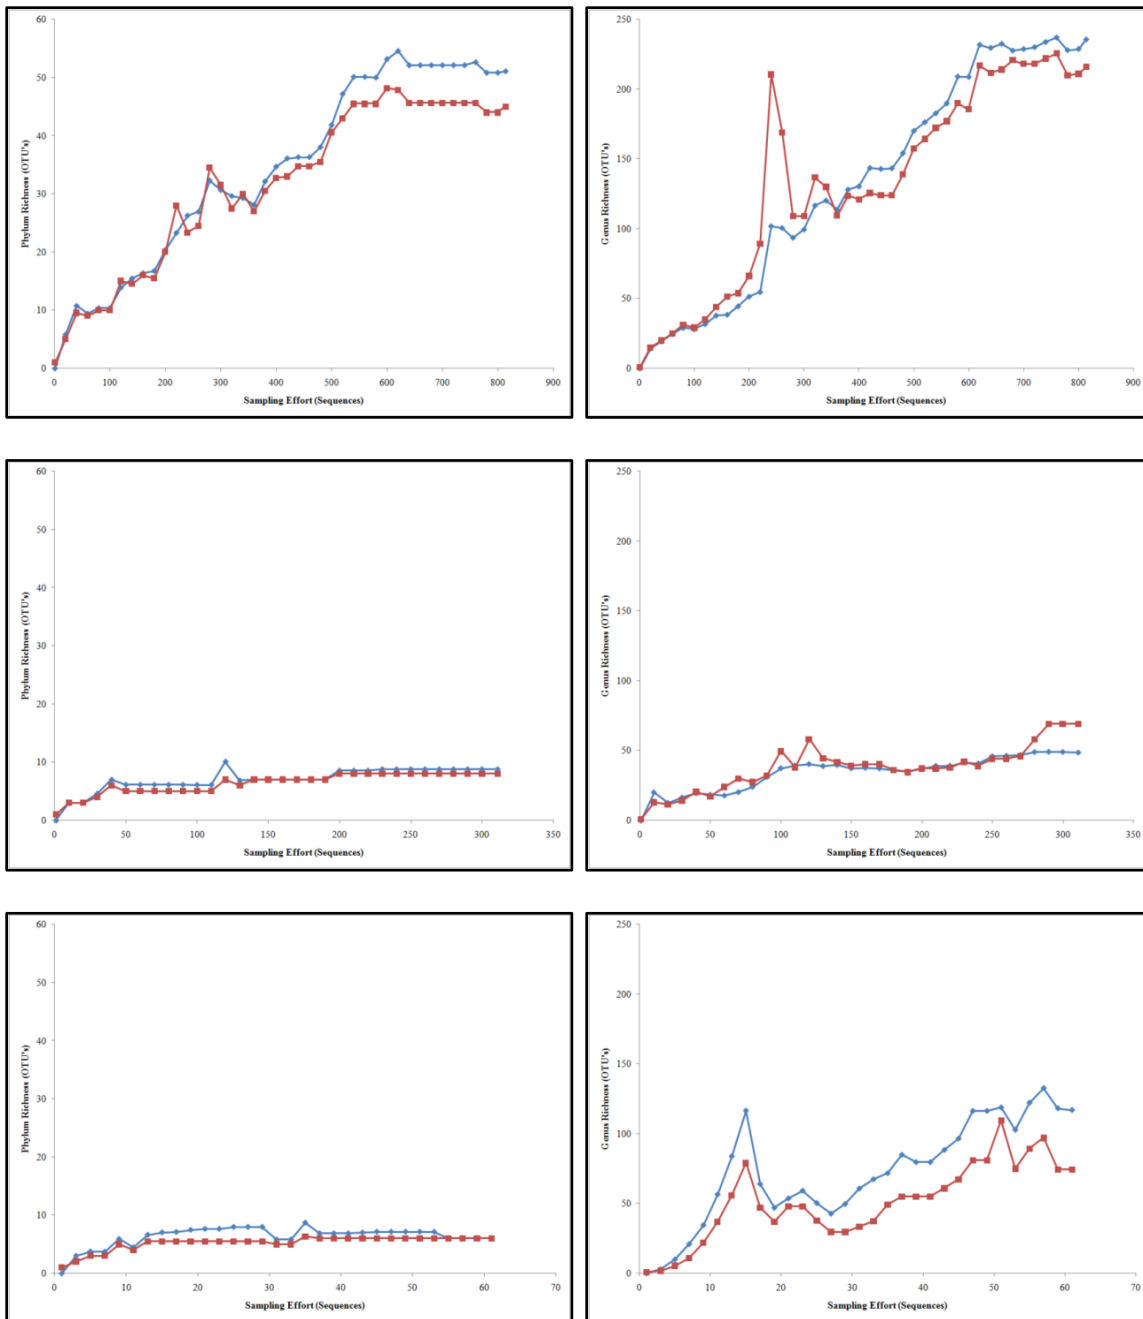 60
50
40
30
20
10
0
Phylum Richness (OTU's)
0 100 200 300 400 500 600 700 800 900
Sampling Effort (Sequences)
250
200
150
100
50
0
Genus Richness (OTU's)
0 100 200 300 400 500 600 700 800 900
Sampling Effort (Sequences)
60
50
40
30
20
10
0
Phylum Richness (OTU's)
0 50 100 150 200 250 300 350
Sampling Effort (Sequences)
250
200
150
100
50
0
Genus Richness (OTU's)
0 50 100 150 200 250 300 350
Sampling Effort (Sequences)
60
50
40
30
20
10
0
Phylum Richness (OTU's)
0 10 20 30 40 50 60 70
Sampling Effort (Sequences)
250
200
150
100
50
0
Genus Richness (OTU's)
0 10 20 30 40 50 60 70
Sampling Effort (Sequences)